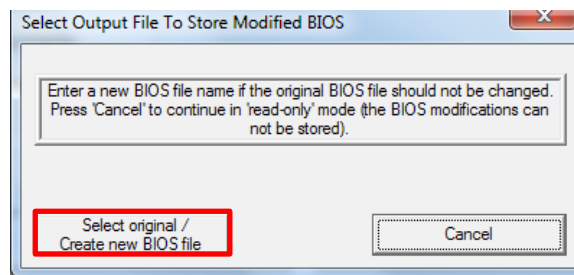 Select Output File To Store Modified BIOS
Enter a new BIOS file name if the original BIOS file should not be changed.
Press 'Cancel' to continue in 'read-only' mode (the BIOS modifications can
not be stored).
Select original /
Create new BIOS file
Cancel